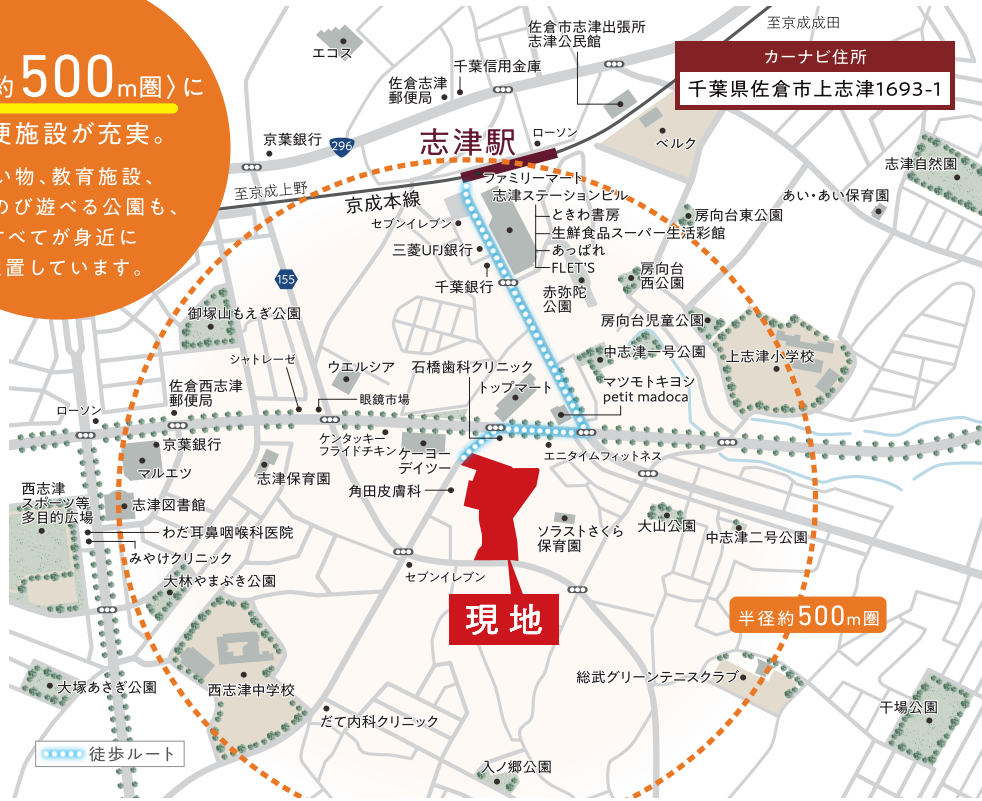 約500m圏〉に
便施設が充実。
い物、教育施設、
のび遊べる公園も、
すべてが身近に
置しています。
エコス
佐倉市志津出張所
志津公民館
至京成成田
カーナビ住所
千葉県佐倉市上志津1693-1
千葉信用金庫
佐倉志津
郵便局
京葉銀行
296
志津駅
ローソン
ベルク
志津自然園
至京成上野
京成本線
ファミリーマート
志津ステーションビル
ときわ書房
生鮮食品スーパー生活彩館
あっぱれ
FLET'S
セブンイレブン
三菱UFJ銀行
千葉銀行
赤弥陀
公園
あい・あい保育園
房向台東公園
房向台
西公園
房向台児童公園
155
御塚山もえぎ公園
シャトレーゼ
ウエルシア
石橋歯科クリニック
トップマート
中志津一号公園
上志津小学校
マツモトキヨシ
petit madoca
佐倉西志津
郵便局
眼鏡市場
ローソン
京葉銀行
マルエツ
ケンタッキー
フライドチキン
ケーヨー
デイツー
エニタイムフィットネス
志津保育園
角田皮膚科
西志津
スポーツ等
多目的広場
志津図書館
わだ耳鼻咽喉科医院
みやけクリニック
大林やまぶき公園
ソラストさくら
保育園
大山公園
中志津二号公園
セブンイレブン
現地
半径約500m圏
大塚あさぎ公園
西志津中学校
だて内科クリニック
総武グリーンテニスクラブ
干場公園
入ノ郷公園
徒歩ルート